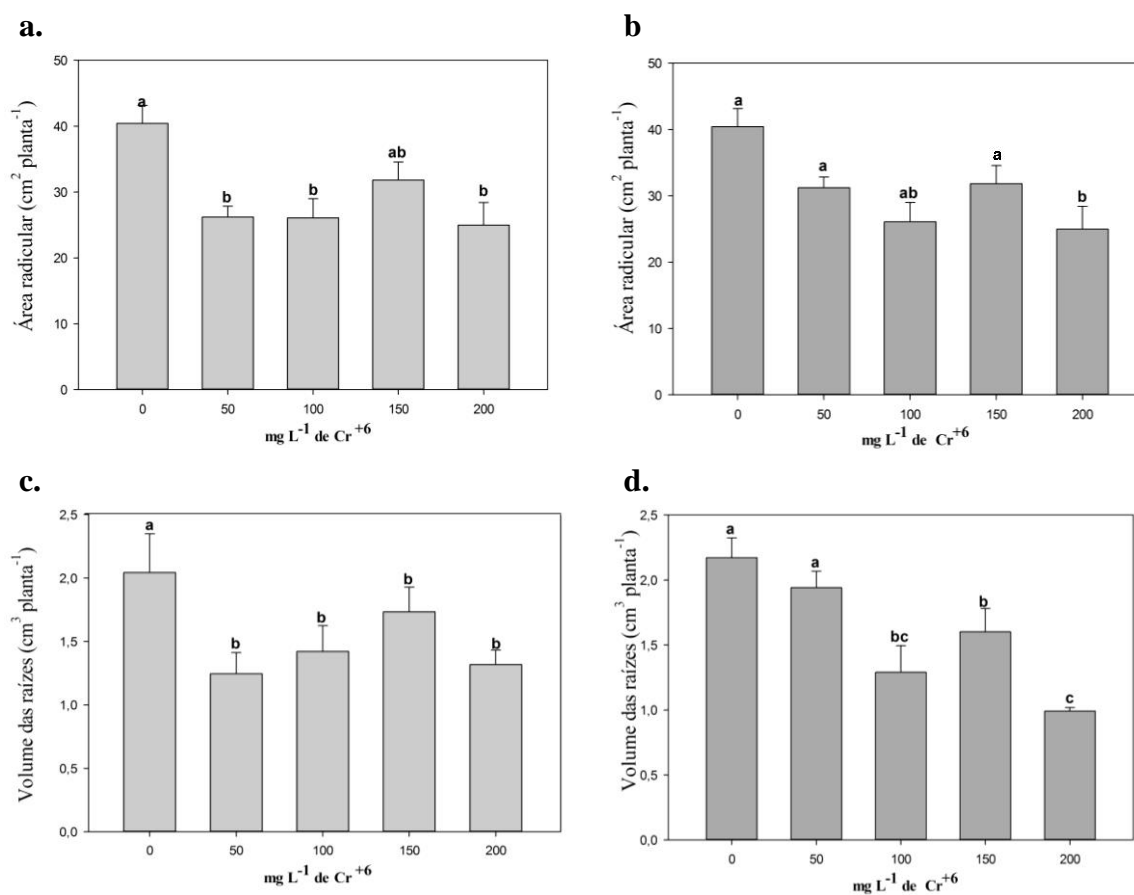 a.
50
40
30
20
10
0
Área radicular (cm² planta⁻¹)
a
b
b
ab
b
0 50 100 150 200
mg L⁻¹ de Cr⁺⁶
b
50
40
30
20
10
0
Área radicular (cm² planta⁻¹)
a
a
ab
a
b
0 50 100 150 200
mg L⁻¹ de Cr⁺⁶
c.
2,5
2,0
1,5
1,0
0,5
0,0
Volume das raízes (cm³ planta⁻¹)
a
b
b
b
b
0 50 100 150 200
mg L⁻¹ de Cr⁺⁶
d.
2,5
2,0
1,5
1,0
0,5
0,0
Volume das raízes (cm³ planta⁻¹)
a
a
bc
b
c
0 50 100 150 200
mg L⁻¹ de Cr⁺⁶